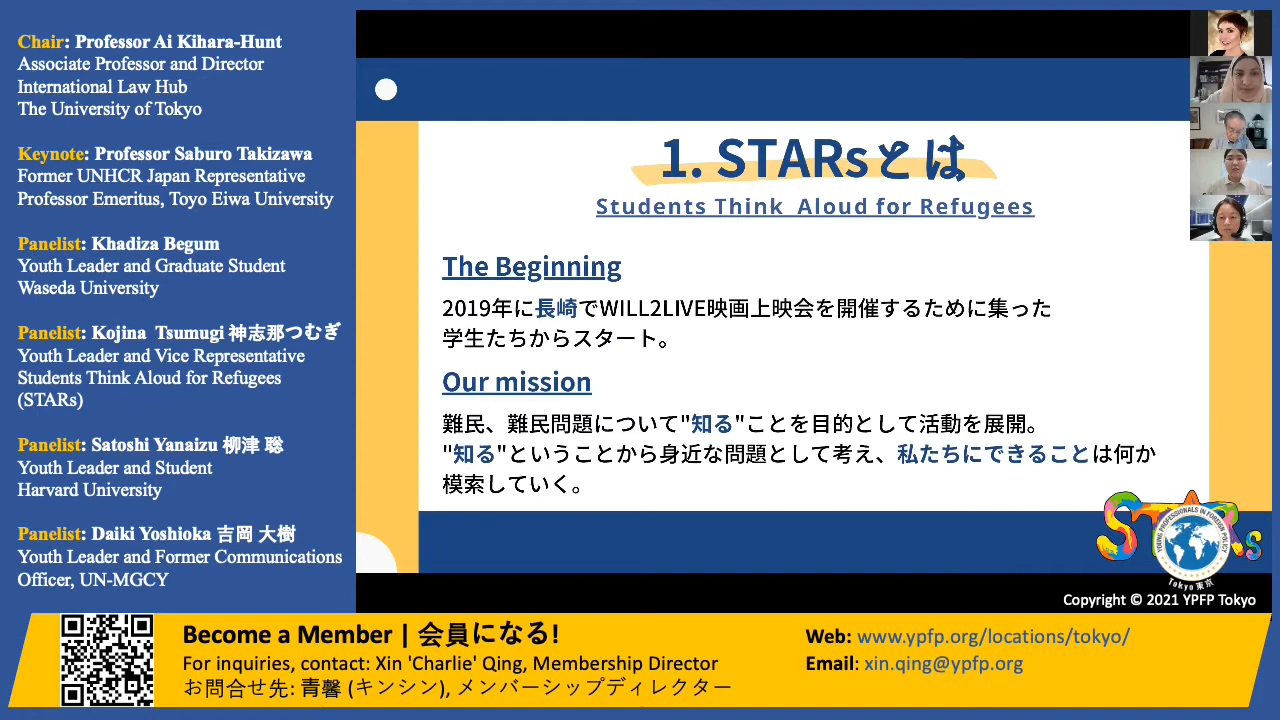 Chair: Professor Ai Kihara-Hunt
Associate Professor and Director
International Law Hub
The University of Tokyo
Keynote: Professor Saburo Takizawa
Former UNHCR Japan Representative
Professor Emeritus, Toyo Eiwa University
Panelist: Khadiza Begum
Youth Leader and Graduate Student
Waseda University
Panelist: Kojina Tsumugi 神志那つむぎ
Youth Leader and Vice Representative
Students Think Aloud for Refugees
(STARs)
Panelist: Satoshi Yanaizu 柳津 聡
Youth Leader and Student
Harvard University
Panelist: Daiki Yoshioka 吉岡 大樹
Youth Leader and Former Communications
Officer, UN-MGCY
1. STARsとは
Students Think Aloud for Refugees
The Beginning
2019年に長崎でWILL2LIVE映画上映会を開催するために集った
学生たちからスタート。
Our mission
難民、難民問題について"知る"ことを目的として活動を展開。
"知る"ということから身近な問題として考え、私たちにできることは何か
模索していく。
STARs
YOUNG PROFESSIONALS IN FOREIGN POLICY
Tokyo 東京
Copyright © 2021 YPFP Tokyo
Become a Member | 会員になる!
For inquiries, contact: Xin 'Charlie' Qing, Membership Director
お問合せ先: 青馨 (キンシン), メンバーシップディレクター
Web: www.ypfp.org/locations/tokyo/
Email: xin.qing@ypfp.org